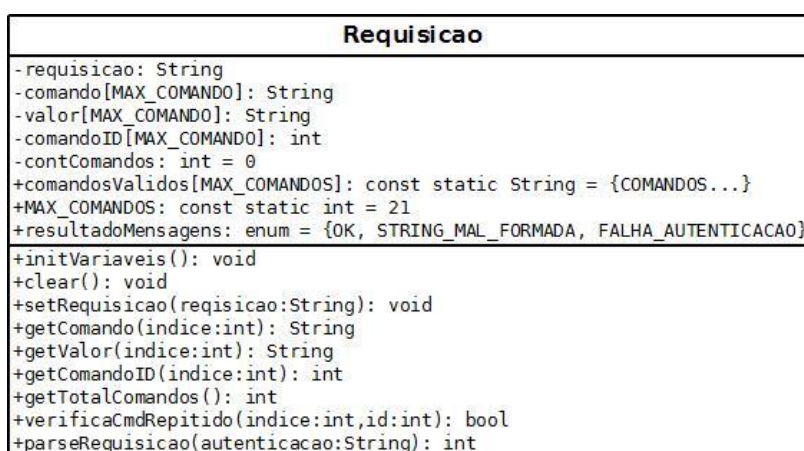 Requisicao
-requisicao: String
-comando[MAX_COMANDO]: String
-valor[MAX_COMANDO]: String
-comandoID[MAX_COMANDO]: int
-contComandos: int = 0
+comandosValidos[MAX_COMANDOS]: const static String = {COMANDOS...}
+MAX_COMANDOS: const static int = 21
+resultadoMensagens: enum = {OK, STRING_MAL_FORMADA, FALHA_AUTENTICACAO}
+initVariaveis(): void
+clear(): void
+setRequisicao(reqisicao:String): void
+getComando(indice:int): String
+getValor(indice:int): String
+getComandoID(indice:int): int
+getTotalComandos(): int
+verificaCmdRepitido(indice:int,id:int): bool
+parseRequisicao(autenticacao:String): int